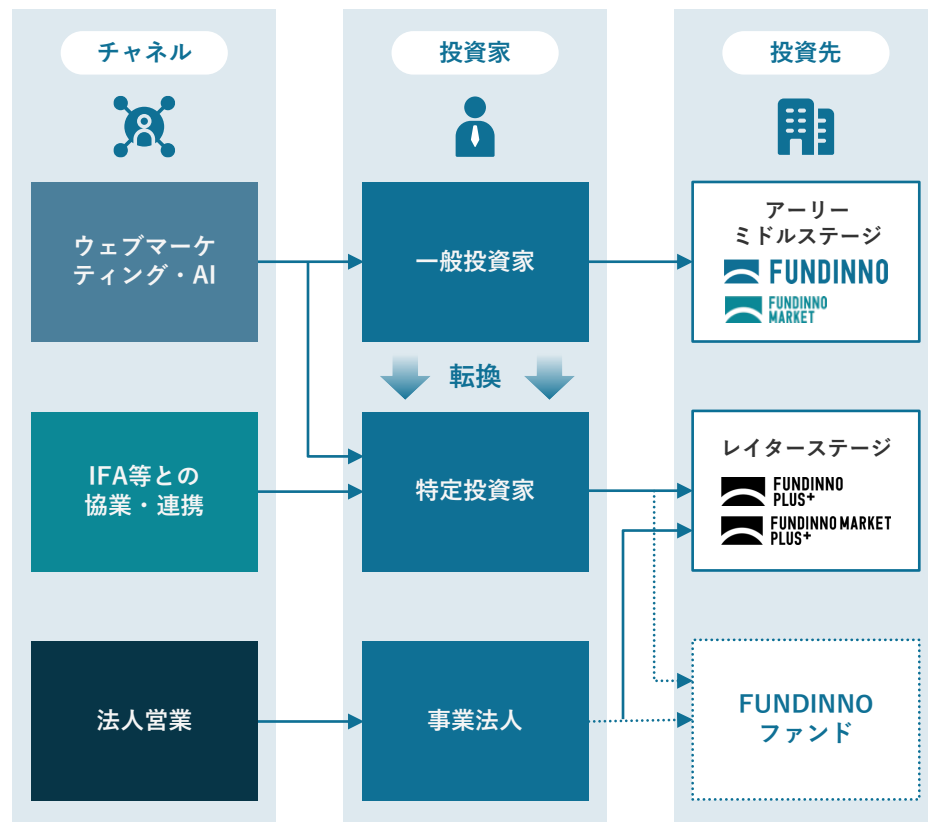 チャネル
投資家
投資先
ウェブマーケ
ティング・AI
一般投資家
アーリー
ミドルステージ
FUNDINNO
FUNDINNO
MARKET
転換
IFA等との
協業・連携
特定投資家
レイターステージ
FUNDINNO
PLUS+
FUNDINNO MARKET
PLUS+
法人営業
事業法人
FUNDINNO
ファンド